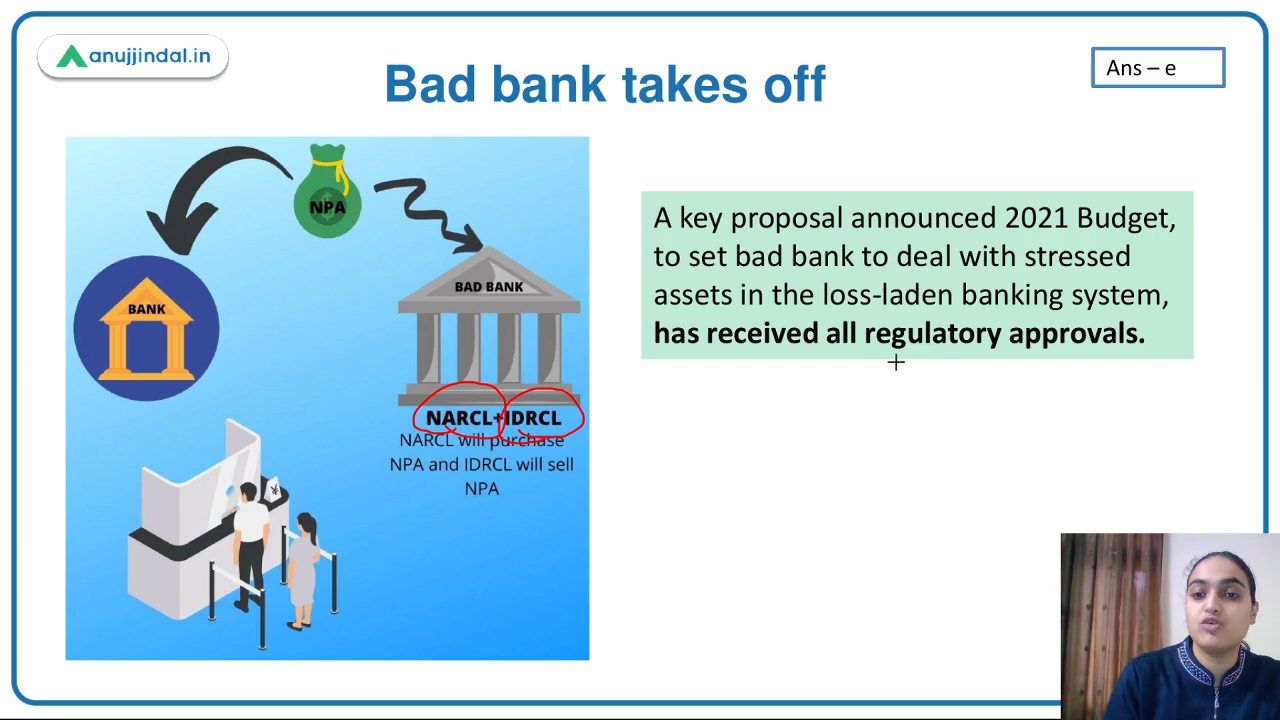 anujjindal.in
Bad bank takes off
Ans – e
NPA
BANK
BAD BANK
NARCL+IDRCL
NARCL will purchase
NPA and IDRCL will sell
NPA
A key proposal announced 2021 Budget,
to set bad bank to deal with stressed
assets in the loss-laden banking system,
has received all regulatory approvals.